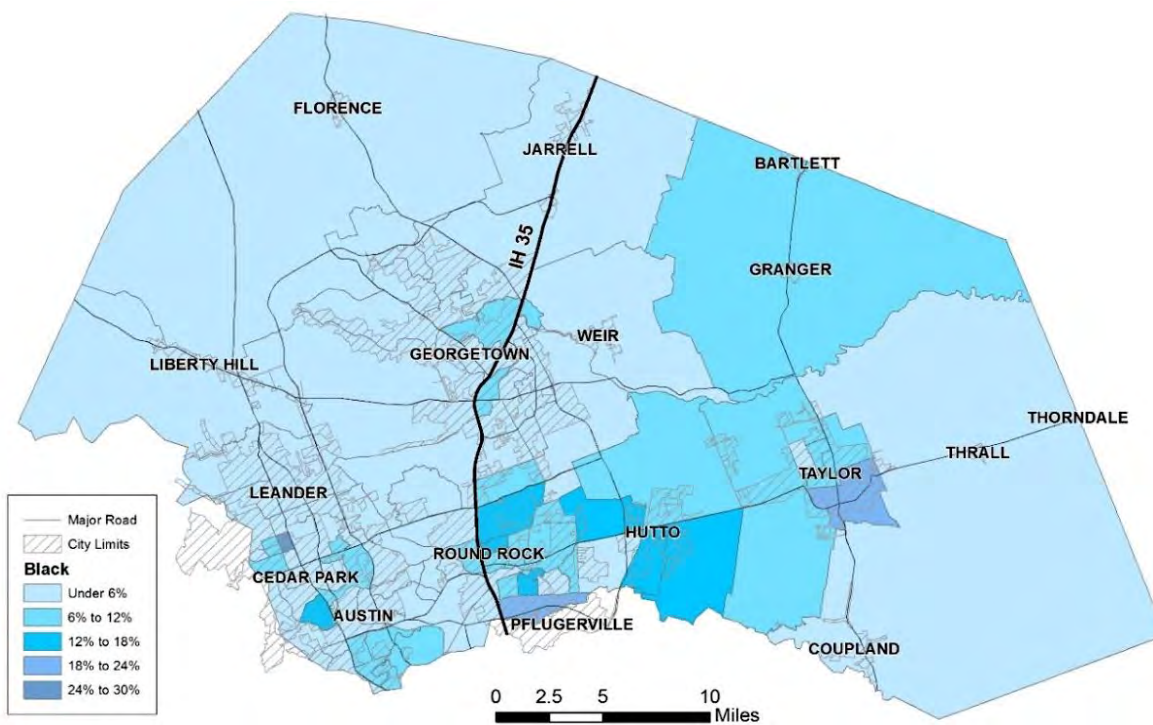 FLORENCE
JARRELL
BARTLETT
IH 35
GRANGER
WEIR
GEORGETOWN
LIBERTY HILL
THORNDALE
THRALL
TAYLOR
LEANDER
HUTTO
ROUND ROCK
CEDAR PARK
AUSTIN
PFLUGERVILLE
COUPLAND
Major Road
City Limits
Black
Under 6%
6% to 12%
12% to 18%
18% to 24%
24% to 30%
0 2.5 5 10
Miles